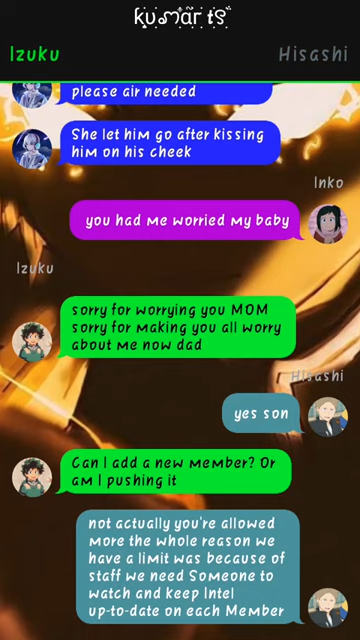 kumar ts
Izuku
Hisashi
please air needed
She let him go after kissing
him on his cheek
Inko
you had me worried my baby
Izuku
sorry for worrying you MOM
sorry for making you all worry
about me now dad
Hisashi
yes son
Can I add a new member? Or
am I pushing it
not actually you're allowed
more the whole reason we
have a limit was because of
staff we need Someone to
watch and keep Intel
up-to-date on each Member